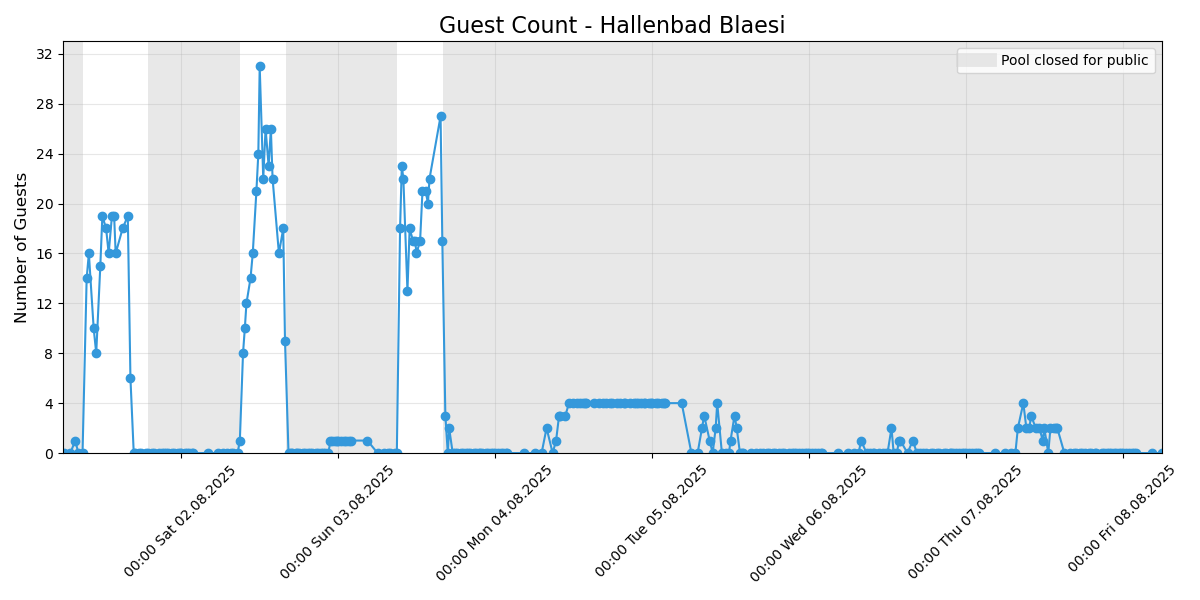 Guest Count - Hallenbad Blaesi
Pool closed for public
Number of Guests
32
28
24
20
16
12
8
4
0
00:00 Sat 02.08.2025
00:00 Sun 03.08.2025
00:00 Mon 04.08.2025
00:00 Tue 05.08.2025
00:00 Wed 06.08.2025
00:00 Thu 07.08.2025
00:00 Fri 08.08.2025